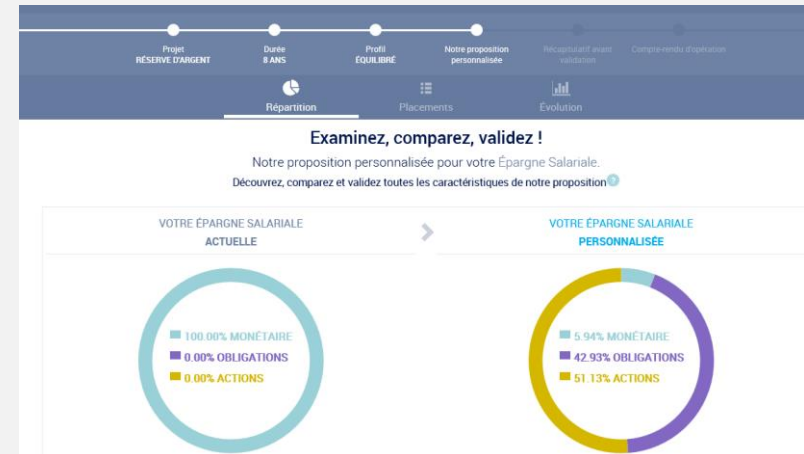 Projet
RÉSERVE D'ARGENT
Durée
8 ANS
Profil
ÉQUILIBRÉ
Notre proposition
personnalisée
Récapitulatif avant
validation
Compte-rendu d'opération
Répartition
Placements
Évolution
Examinez, comparez, validez !
Notre proposition personnalisée pour votre Épargne Salariale.
Découvrez, comparez et validez toutes les caractéristiques de notre proposition ?
VOTRE ÉPARGNE SALARIALE
ACTUELLE
VOTRE ÉPARGNE SALARIALE
PERSONNALISÉE
100.00% MONÉTAIRE
0.00% OBLIGATIONS
0.00% ACTIONS
5.94% MONÉTAIRE
42.93% OBLIGATIONS
51.13% ACTIONS